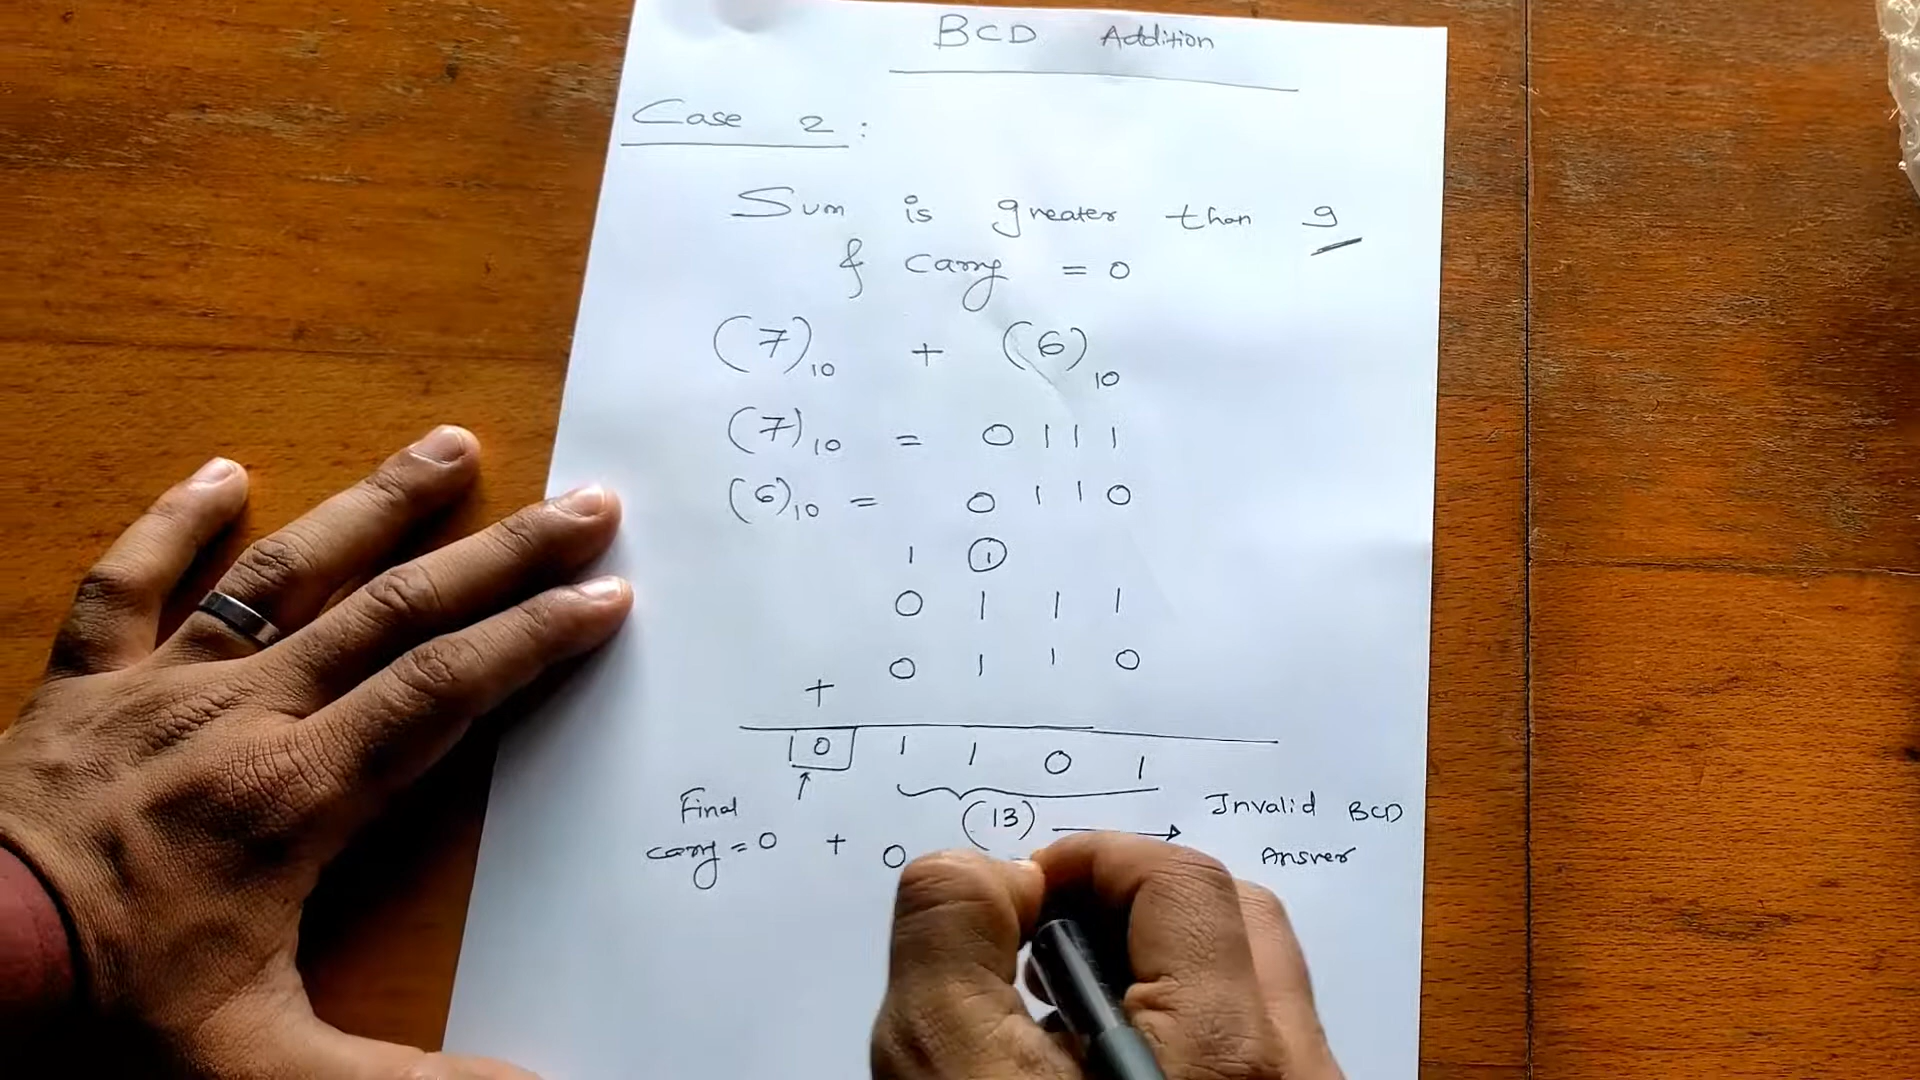 BCD Addition
Case 2 :
Sum is greater than 9
& carry = 0
(7)10 + (6)10
(7)10 = 0 1 1 1
(6)10 = 0 1 1 0
1 1
0 1 1 1
+ 0 1 1 0
0 1 1 0 1
Final (13) Invalid BCD
carry = 0 + 0 Answer